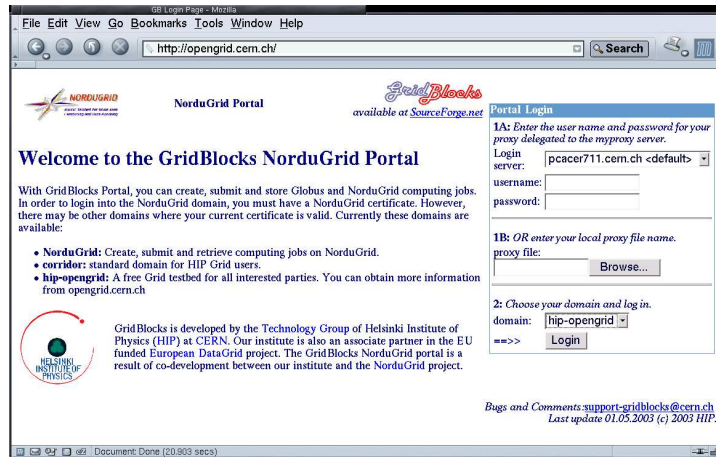 GB Login Page - Mozilla
File Edit View Go Bookmarks Tools Window Help
http://opengrid.cern.ch/
Search
NORDUGRID
NorduGrid Portal
GridBlocks
available at SourceForge.net
Welcome to the GridBlocks NorduGrid Portal
With GridBlocks Portal, you can create, submit and store Globus and NorduGrid computing jobs.
In order to login into the NorduGrid domain, you must have a NorduGrid certificate. However,
there may be other domains where your current certificate is valid. Currently these domains are
available:
• NorduGrid: Create, submit and retrieve computing jobs on NorduGrid.
• corridor: standard domain for HIP Grid users.
• hip-opengrid: A free Grid testbed for all interested parties. You can obtain more information
from opengrid.cern.ch
HELSINKI
INSTITUTE OF
PHYSICS
GridBlocks is developed by the Technology Group of Helsinki Institute of
Physics (HIP) at CERN. Our institute is also an associate partner in the EU
funded European DataGrid project. The GridBlocks NorduGrid portal is a
result of co-development between our institute and the NorduGrid project.
Portal Login
1A: Enter the user name and password for your
proxy delegated to the myproxy server.
Login
server:
pcacer711.cern.ch <default>
username:
password:
1B: OR enter your local proxy file name.
proxy file:
Browse...
2: Choose your domain and log in.
domain: hip-opengrid
==>> Login
Bugs and Comments:support-gridblocks@cern.ch
Last update 01.05.2003 (c) 2003 HIP.
Document: Done (20.903 secs)